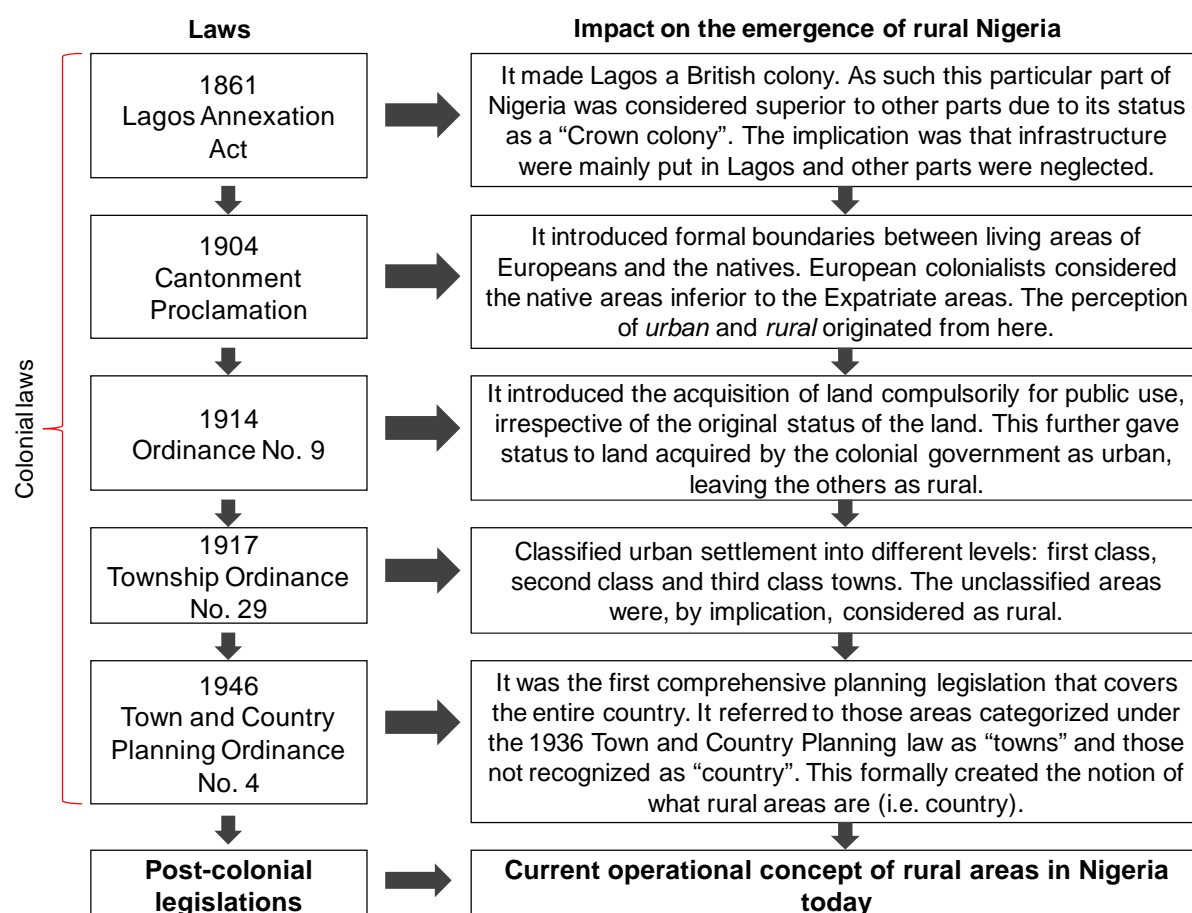 Laws
Impact on the emergence of rural Nigeria
Colonial laws
1861
Lagos Annexation
Act
It made Lagos a British colony. As such this particular part of
Nigeria was considered superior to other parts due to its status
as a “Crown colony”. The implication was that infrastructure
were mainly put in Lagos and other parts were neglected.
1904
Cantonment
Proclamation
It introduced formal boundaries between living areas of
Europeans and the natives. European colonialists considered
the native areas inferior to the Expatriate areas. The perception
of urban and rural originated from here.
1914
Ordinance No. 9
It introduced the acquisition of land compulsorily for public use,
irrespective of the original status of the land. This further gave
status to land acquired by the colonial government as urban,
leaving the others as rural.
1917
Township Ordinance
No. 29
Classified urban settlement into different levels: first class,
second class and third class towns. The unclassified areas
were, by implication, considered as rural.
1946
Town and Country
Planning Ordinance
No. 4
It was the first comprehensive planning legislation that covers
the entire country. It referred to those areas categorized under
the 1936 Town and Country Planning law as “towns” and those
not recognized as “country”. This formally created the notion of
what rural areas are (i.e. country).
Post-colonial
legislations
Current operational concept of rural areas in Nigeria
today